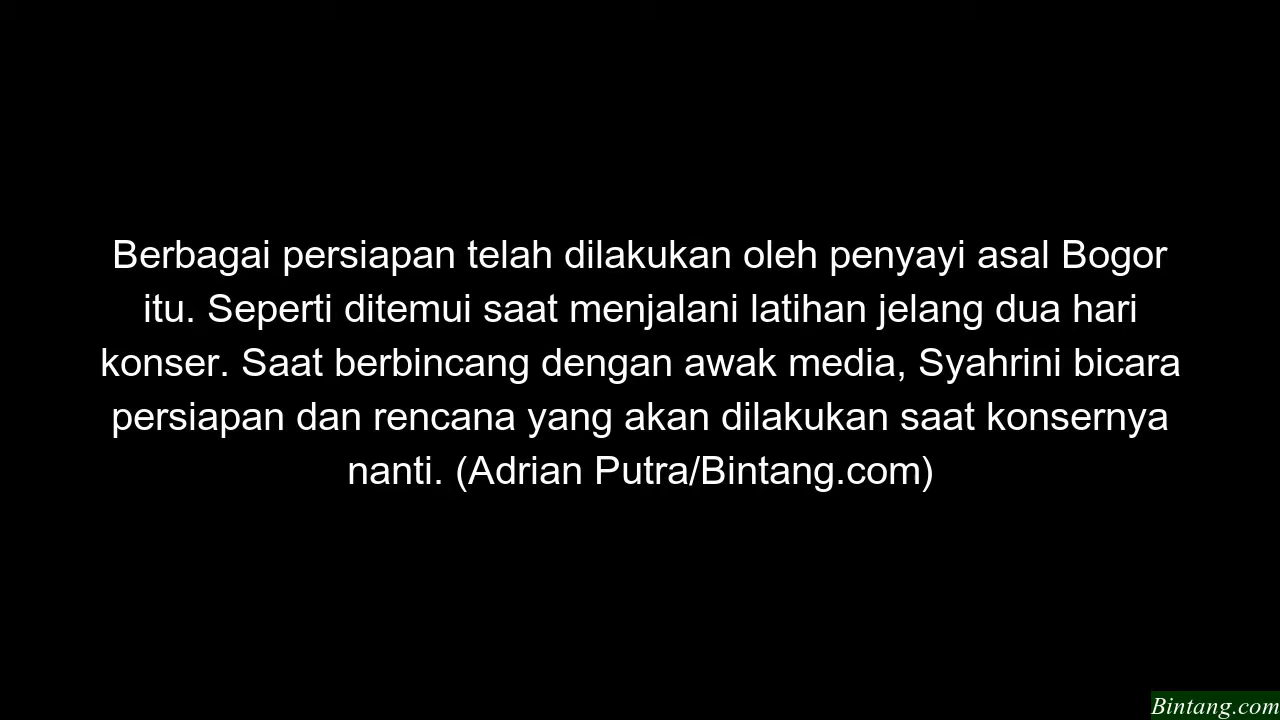 Berbagai persiapan telah dilakukan oleh penyayi asal Bogor
itu. Seperti ditemui saat menjalani latihan jelang dua hari
konser. Saat berbincang dengan awak media, Syahrini bicara
persiapan dan rencana yang akan dilakukan saat konsernya
nanti. (Adrian Putra/Bintang.com)
Bintang.com